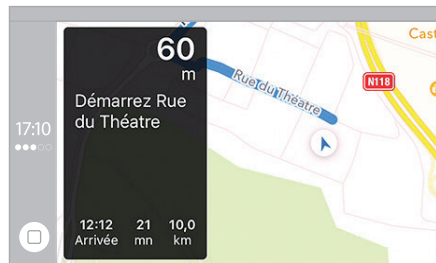 17:10
60
m
Démarrez Rue
du Théatre
12:12 21 10,0
Arrivée mn km
Rue du Théatre
N118
Cast